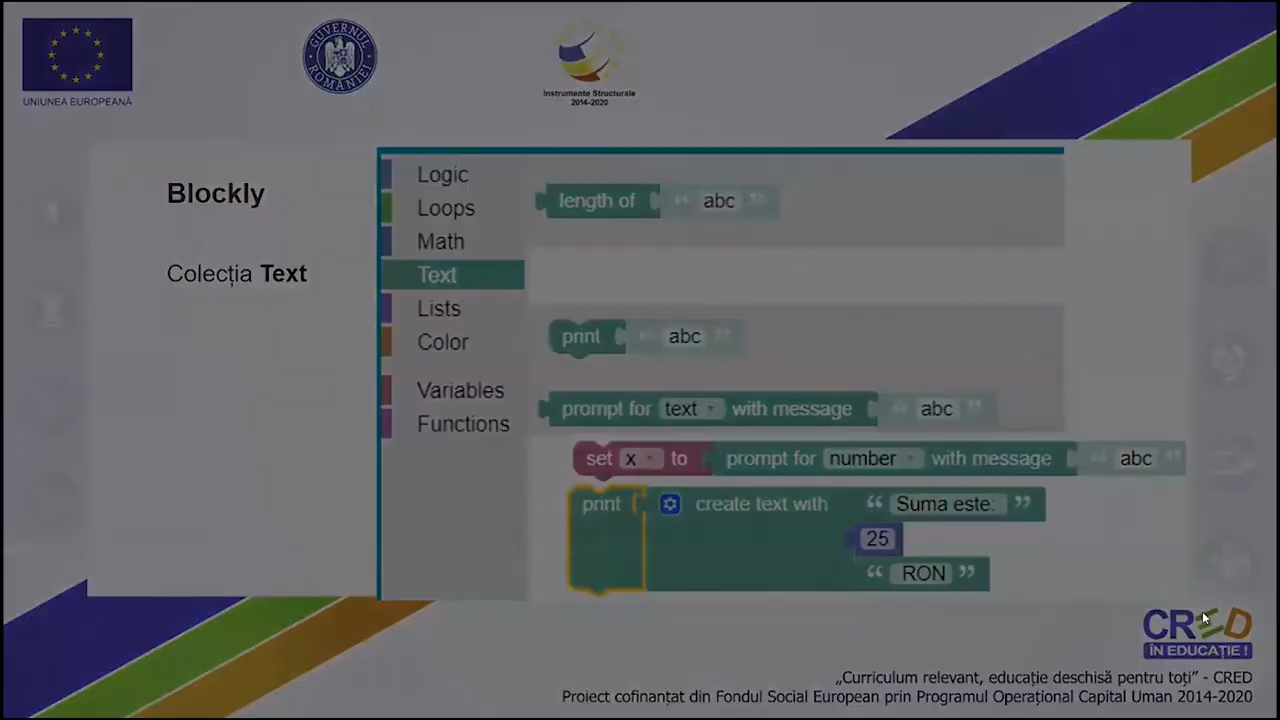 UNIUNEA EUROPEANĂ
GUVERNUL ROMÂNIEI
Instrumente Structurale
2014-2020
Blockly
Colecția Text
Logic
Loops
Math
Text
Lists
Color
Variables
Functions
length of “ abc ”
print “ abc ”
prompt for text with message “ abc ”
set x to prompt for number with message “ abc ”
print create text with “ Suma este: ”
25
“ RON ”
CRED
ÎN EDUCAȚIE !
„Curriculum relevant, educație deschisă pentru toți” - CRED
Proiect cofinanțat din Fondul Social European prin Programul Operațional Capital Uman 2014-2020